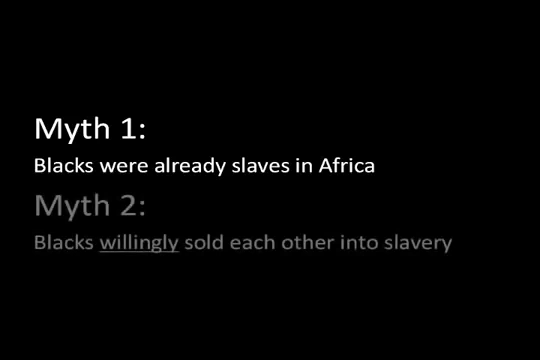 Myth 1:
Blacks were already slaves in Africa
Myth 2:
Blacks willingly sold each other into slavery